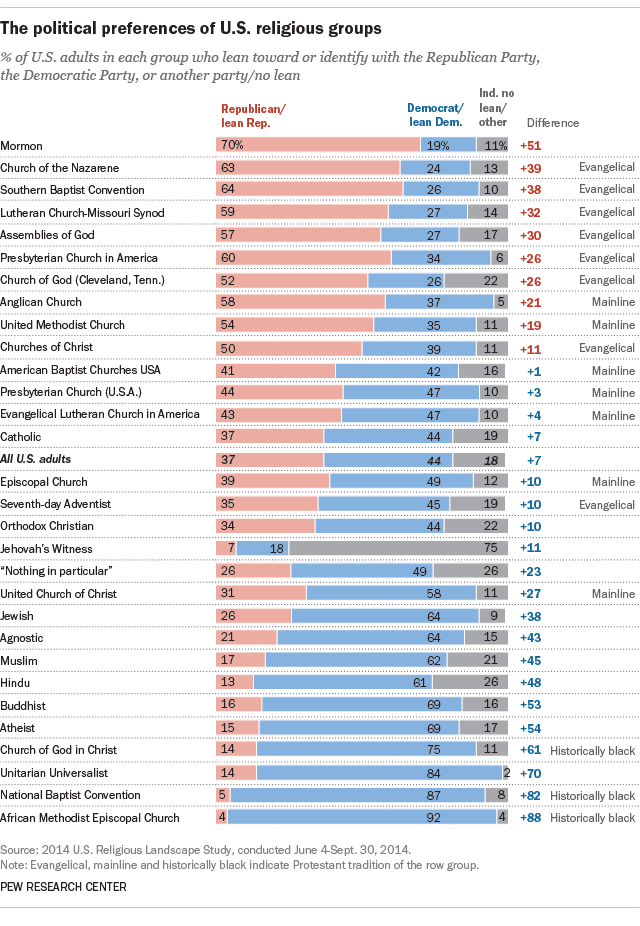 The political preferences of U.S. religious groups
% of U.S. adults in each group who lean toward or identify with the Republican Party,
the Democratic Party, or another party/no lean
Republican/
lean Rep.
Democrat/
lean Dem.
Ind. no
lean/
other
Difference
Mormon 70% 19% 11% +51
Church of the Nazarene 63 24 13 +39 Evangelical
Southern Baptist Convention 64 26 10 +38 Evangelical
Lutheran Church-Missouri Synod 59 27 14 +32 Evangelical
Assemblies of God 57 27 17 +30 Evangelical
Presbyterian Church in America 60 34 6 +26 Evangelical
Church of God (Cleveland, Tenn.) 52 26 22 +26 Evangelical
Anglican Church 58 37 5 +21 Mainline
United Methodist Church 54 35 11 +19 Mainline
Churches of Christ 50 39 11 +11 Evangelical
American Baptist Churches USA 41 42 16 +1 Mainline
Presbyterian Church (U.S.A.) 44 47 10 +3 Mainline
Evangelical Lutheran Church in America 43 47 10 +4 Mainline
Catholic 37 44 19 +7
All U.S. adults 37 44 18 +7
Episcopal Church 39 49 12 +10 Mainline
Seventh-day Adventist 35 45 19 +10 Evangelical
Orthodox Christian 34 44 22 +10
Jehovah's Witness 7 18 75 +11
"Nothing in particular" 26 49 26 +23
United Church of Christ 31 58 11 +27 Mainline
Jewish 26 64 9 +38
Agnostic 21 64 15 +43
Muslim 17 62 21 +45
Hindu 13 61 26 +48
Buddhist 16 69 16 +53
Atheist 15 69 17 +54
Church of God in Christ 14 75 11 +61 Historically black
Unitarian Universalist 14 84 2 +70
National Baptist Convention 5 87 8 +82 Historically black
African Methodist Episcopal Church 4 92 4 +88 Historically black
Source: 2014 U.S. Religious Landscape Study, conducted June 4-Sept. 30, 2014.
Note: Evangelical, mainline and historically black indicate Protestant tradition of the row group.
PEW RESEARCH CENTER